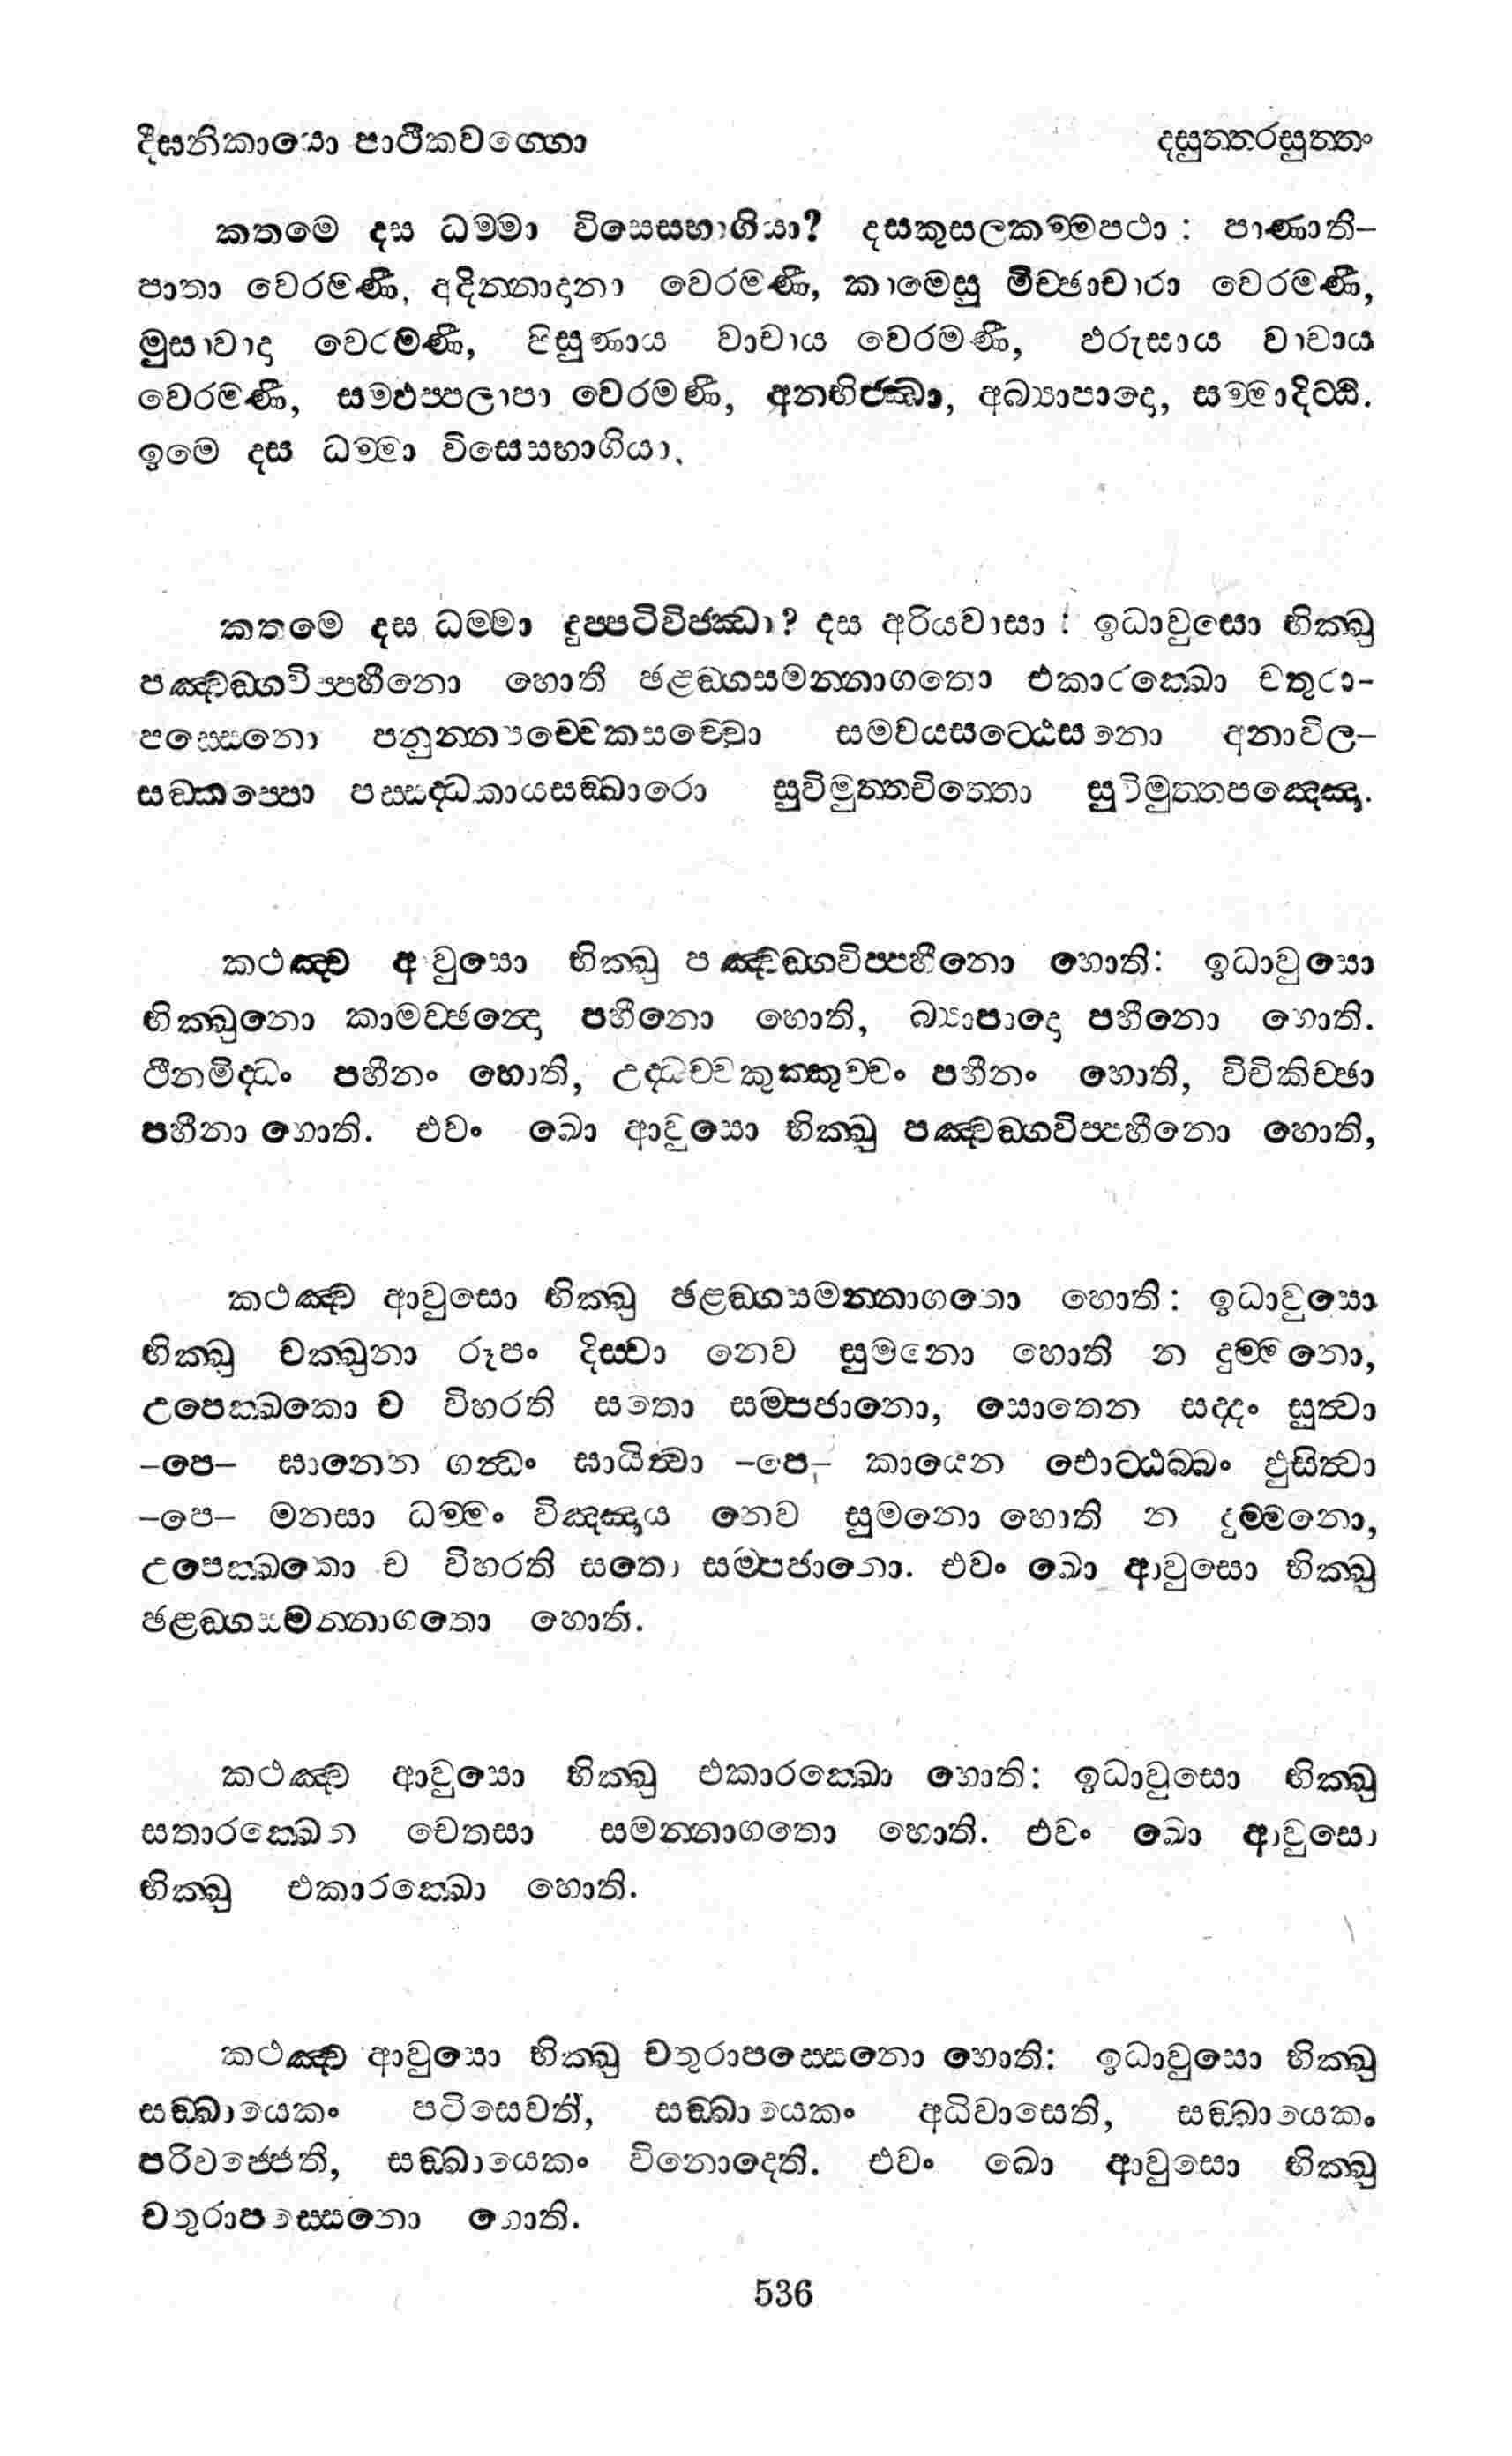 දීඝනිකායො පාථිකවග්ගො දසුත්තරසුත්තං
කතමෙ දස ධම්මා විසෙසභාගියා? දසකුසලකම්මපථා : පාණාති-
පාතා වෙරමණී, අදින්නාදානා වෙරමණී, කාමෙසු මිච්ඡාචාරා වෙරමණී,
මුසාවාදා වෙරමණී, පිසුණාය වාචාය වෙරමණී, ඵරුසාය වාචාය
වෙරමණී, සම්ඵප්පලාපා වෙරමණී, අනභිජ්ඣා, අබ්‍යාපාදො, සම්මාදිට්ඨි.
ඉමෙ දස ධම්මා විසෙසභාගියා.
කතමෙ දස ධම්මා දුප්පටිවිජ්ඣා? දස අරියවාසා : ඉධාවුසො භික්ඛු
පඤ්චඞ්ගවිප්පහීනො හොති ඡළඞ්ගසමන්නාගතො එකාරක්ඛො චතුරා-
පස්සෙනො පනුන්නපච්චෙකසච්චො සමවයසට්ඨෙසනො අනාවිල-
සඞ්කප්පො පස්සද්ධකායසඞ්ඛාරො සුවිමුත්තචිත්තො සුවිමුත්තපඤ්ඤො.
කථඤ්ච අාවුසො භික්ඛු පඤ්චඞ්ගවිප්පහීනො හොති: ඉධාවුසො
භික්ඛුනො කාමච්ඡන්දො පහීනො හොති, බ්‍යාපාදො පහීනො හොති.
ථීනමිද්ධං පහීනං හොති, උද්ධච්චකුක්කුච්චං පහීනං හොති, විචිකිච්ඡා
පහීනා හොති. එවං ඛො ආවුසො භික්ඛු පඤ්චඞ්ගවිප්පහීනො හොති,
කථඤ්ච ආවුසො භික්ඛු ඡළඞ්ගසමන්නාගතො හොති: ඉධාවුසො
භික්ඛු චක්ඛුනා රූපං දිස්වා නෙව සුමනො හොති න දුම්මනො,
උපෙක්ඛකො ච විහරති සතො සම්පජානො, සොතෙන සද්දං සුත්වා
-පෙ- ඝානෙන ගන්ධං ඝායිත්වා -පෙ- කායෙන ඵොට්ඨබ්බං ඵුසිත්වා
-පෙ- මනසා ධම්මං විඤ්ඤාය නෙව සුමනො හොති න දුම්මනො,
උපෙක්ඛකො ච විහරති සතො සම්පජානො. එවං ඛො ආවුසො භික්ඛු
ඡළඞ්ගසමන්නාගතො හොති.
කථඤ්ච ආවුසො භික්ඛු එකාරක්ඛො හොති: ඉධාවුසො භික්ඛු
සතාරක්ඛෙන චෙතසා සමන්නාගතො හොති. එවං ඛො ආවුසො
භික්ඛු එකාරක්ඛො හොති.
කථඤ්ච ආවුසො භික්ඛු චතුරාපස්සෙනො හොති: ඉධාවුසො භික්ඛු
සඞ්ඛායෙකං පටිසෙවති, සඞ්ඛායෙකං අධිවාසෙති, සඞ්ඛායෙකං
පරිවජ්ජෙති, සඞ්ඛායෙකං විනොදෙති. එවං ඛො ආවුසො භික්ඛු
චතුරාපස්සෙනො හොති.
536